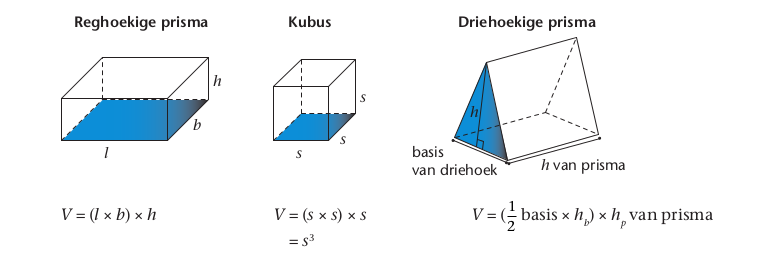 Reghoekige prisma
Kubus
Driehoekige prisma
h
b
l
s
s
s
h
basis
van driehoek
h van prisma
V = (l × b) × h
V = (s × s) × s
= s³
V = (1/2 basis × h_b) × h_p van prisma